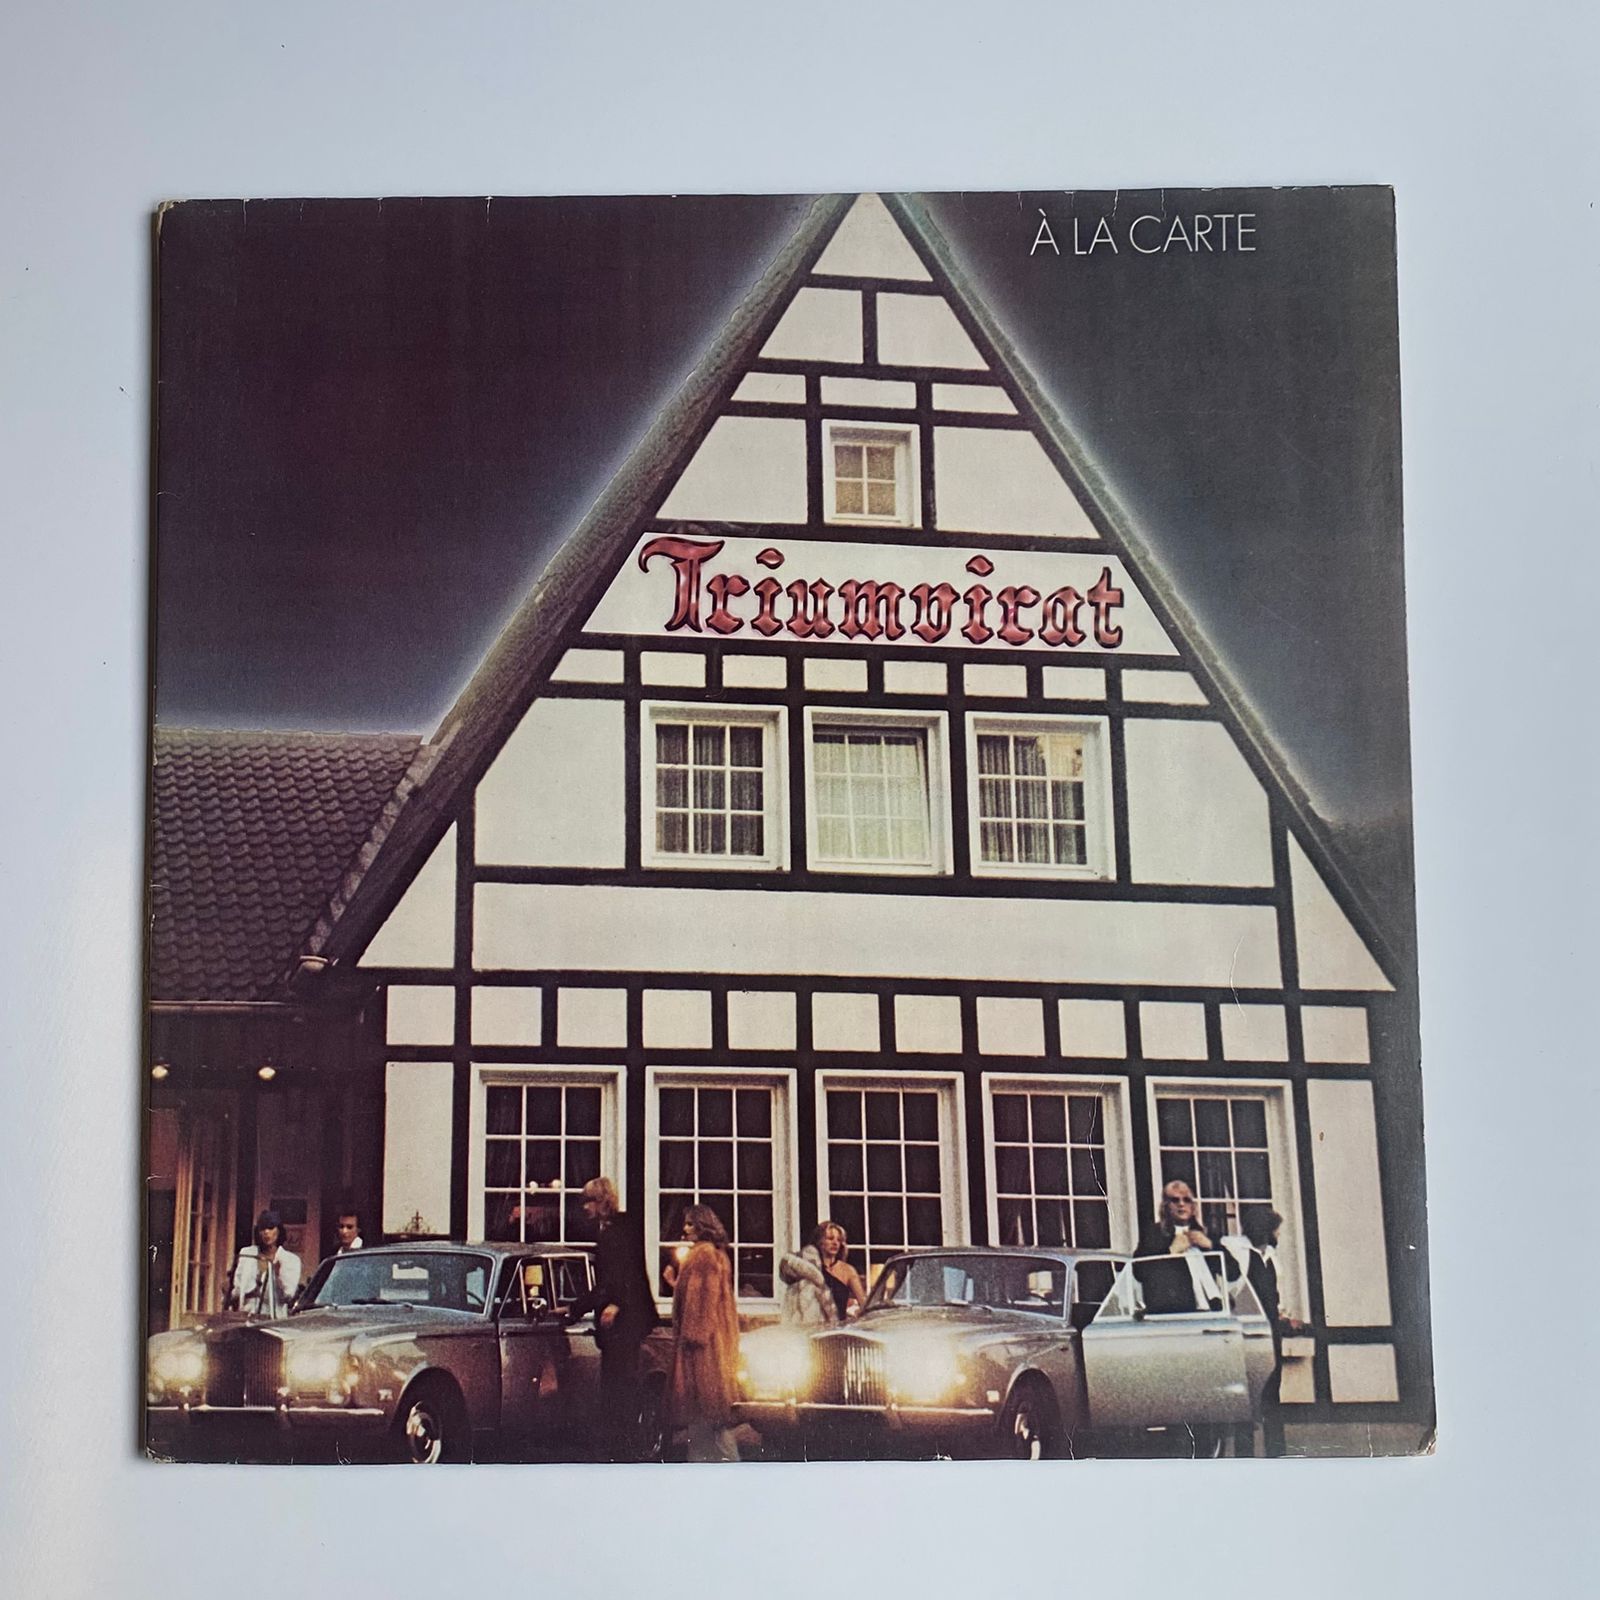 À LA CARTE
Triumvirat